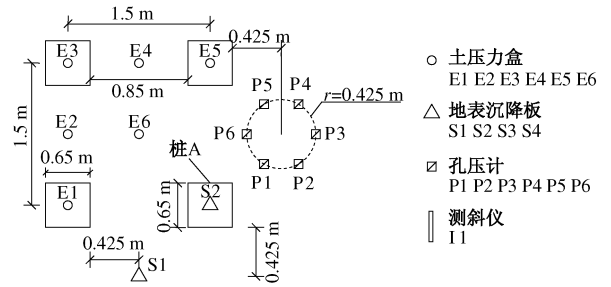 1.5 m
0.425 m
E3
E4
E5
0.85 m
P5
P4
r=0.425 m
1.5 m
E2
E6
P6
P3
0.65 m
桩A
P1
P2
E1
S2
0.65 m
0.425 m
S1
0.425 m
土压力盒
E1 E2 E3 E4 E5 E6
地表沉降板
S1 S2 S3 S4
孔压计
P1 P2 P3 P4 P5 P6
测斜仪
I 1